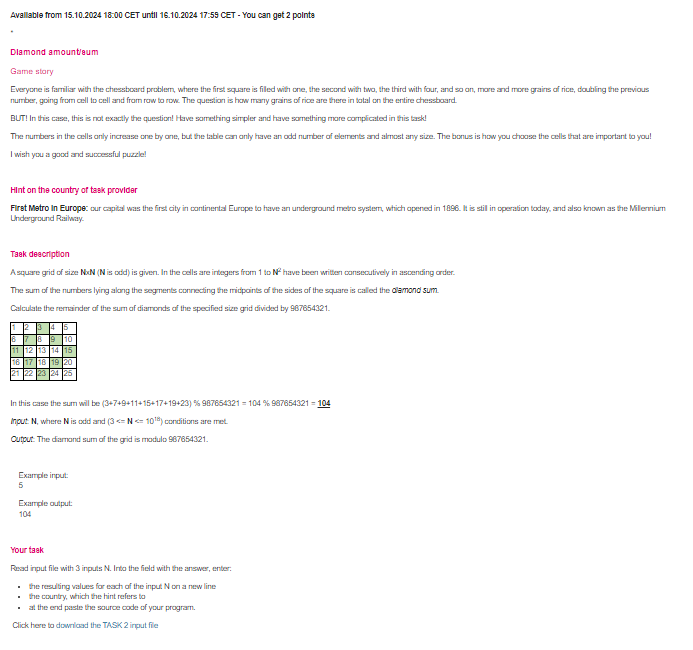 Available from 15.10.2024 18:00 CET until 16.10.2024 17:59 CET - You can get 2 points
Diamond amount/sum
Game story
Everyone is familiar with the chessboard problem, where the first square is filled with one, the second with two, the third with four, and so on, more and more grains of rice, doubling the previous
number, going from cell to cell and from row to row. The question is how many grains of rice are there in total on the entire chessboard.
BUT! In this case, this is not exactly the question! Have something simpler and have something more complicated in this task!
The numbers in the cells only increase one by one, but the table can only have an odd number of elements and almost any size. The bonus is how you choose the cells that are important to you!
I wish you a good and successful puzzle!
Hint on the country of task provider
First Metro in Europe: our capital was the first city in continental Europe to have an underground metro system, which opened in 1896. It is still in operation today, and also known as the Millennium
Underground Railway.
Task description
A square grid of size NxN (N is odd) is given. In the cells are integers from 1 to N² have been written consecutively in ascending order.
The sum of the numbers lying along the segments connecting the midpoints of the sides of the square is called the diamond sum.
Calculate the remainder of the sum of diamonds of the specified size grid divided by 987654321.
1 2 3 4 5
6 7 8 9 10
11 12 13 14 15
16 17 18 19 20
21 22 23 24 25
In this case the sum will be (3+7+9+11+15+17+19+23) % 987654321 = 104 % 987654321 = 104
Input: N, where N is odd and (3 <= N <= 10¹⁶) conditions are met.
Output: The diamond sum of the grid is modulo 987654321.
Example input:
5
Example output:
104
Your task
Read input file with 3 inputs N. Into the field with the answer, enter:
• the resulting values for each of the input N on a new line
• the country, which the hint refers to
• at the end paste the source code of your program.
Click here to download the TASK 2 input file